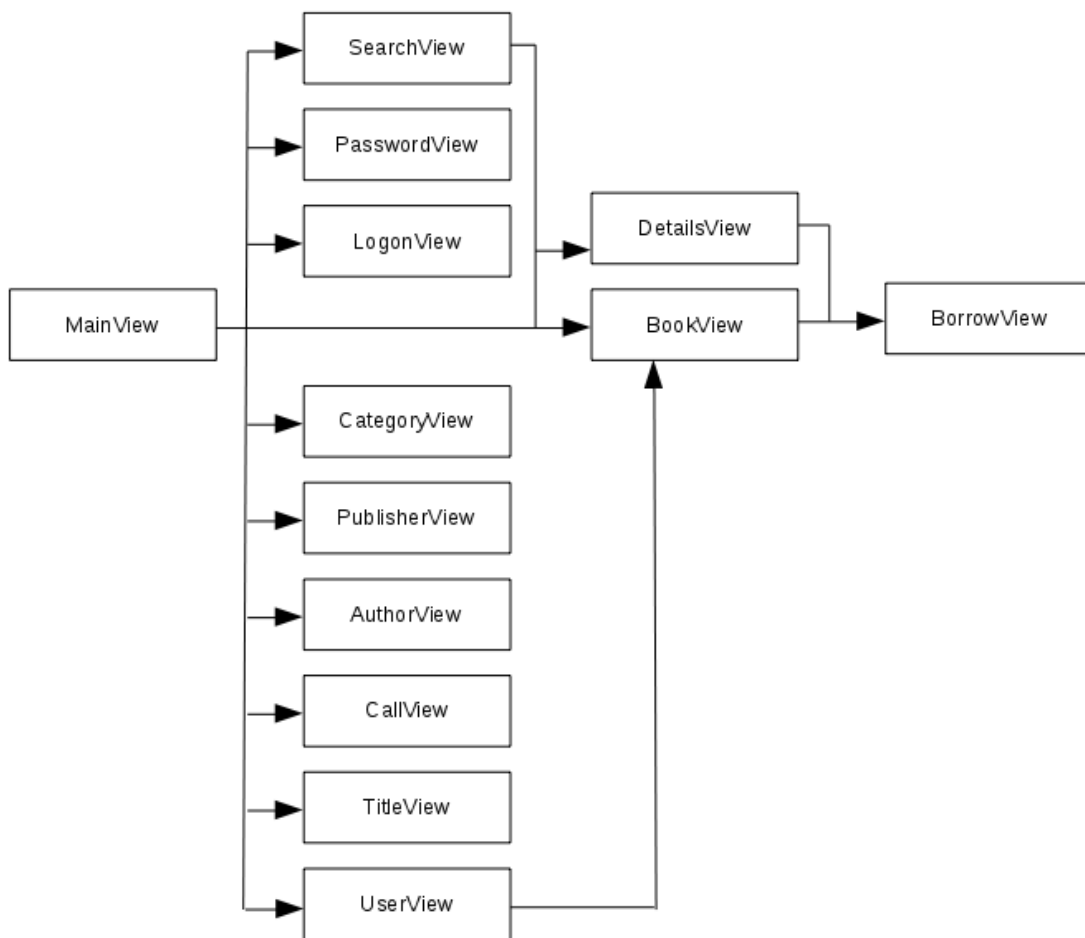 SearchView
PasswordView
LogonView
DetailsView
MainView
BookView
BorrowView
CategoryView
PublisherView
AuthorView
CallView
TitleView
UserView